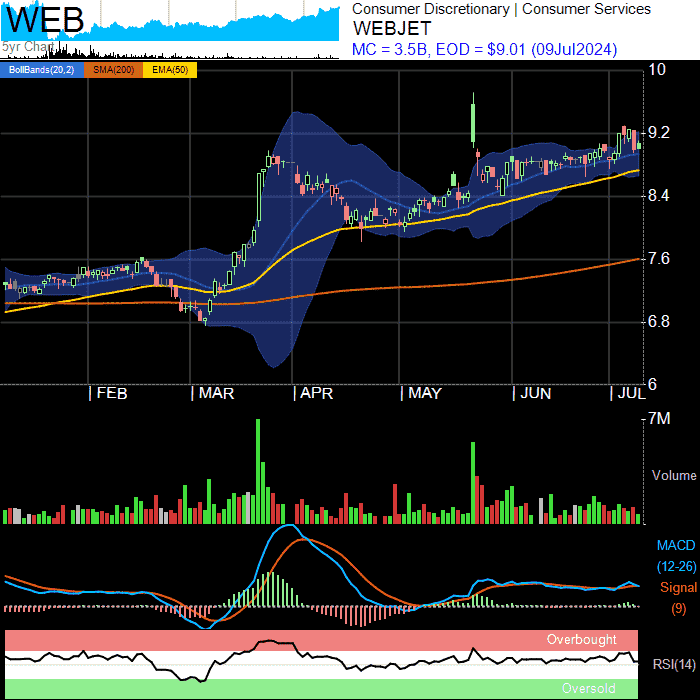 WEB
5yr Chart
Consumer Discretionary | Consumer Services
WEBJET
MC = 3.5B, EOD = $9.01 (09Jul2024)
BollBands(20,2) SMA(200) EMA(50)
10
9.2
8.4
7.6
6.8
6
FEB MAR APR MAY JUN JUL
7M
Volume
MACD
(12-26)
Signal
(9)
Overbought
RSI(14)
Oversold